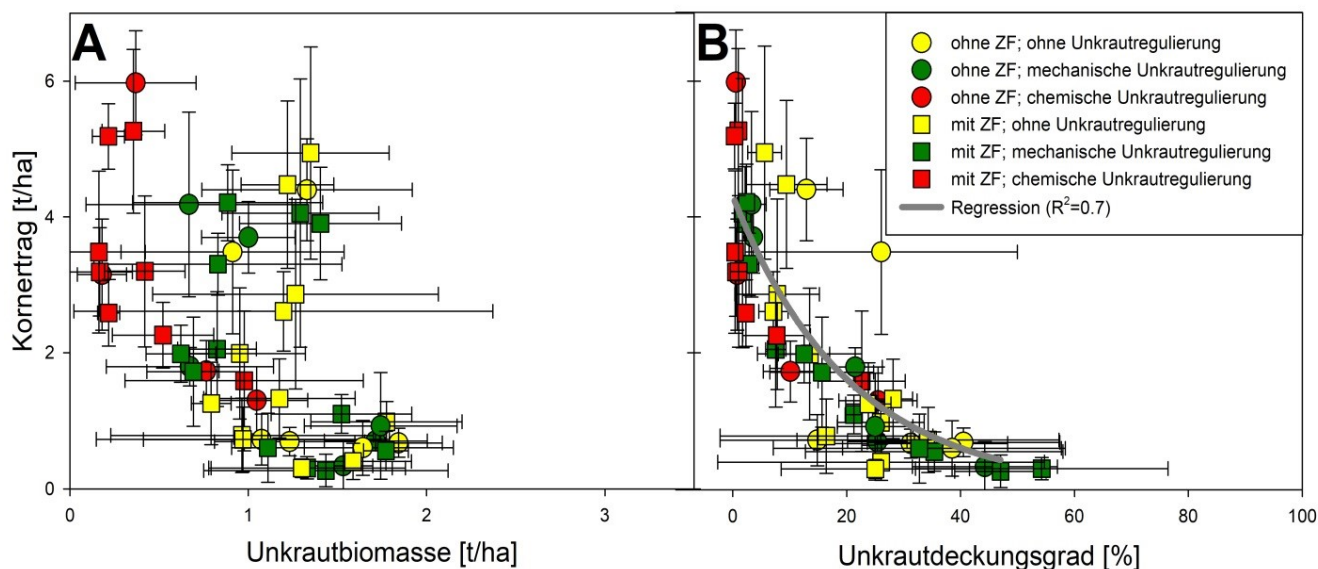 A
B
ohne ZF; ohne Unkrautregulierung
ohne ZF; mechanische Unkrautregulierung
ohne ZF; chemische Unkrautregulierung
mit ZF; ohne Unkrautregulierung
mit ZF; mechanische Unkrautregulierung
mit ZF; chemische Unkrautregulierung
Regression (R²=0.7)
Kornertrag [t/ha]
6
4
2
0
0 1 2 3
0 20 40 60 80 100
Unkrautbiomasse [t/ha]
Unkrautdeckungsgrad [%]